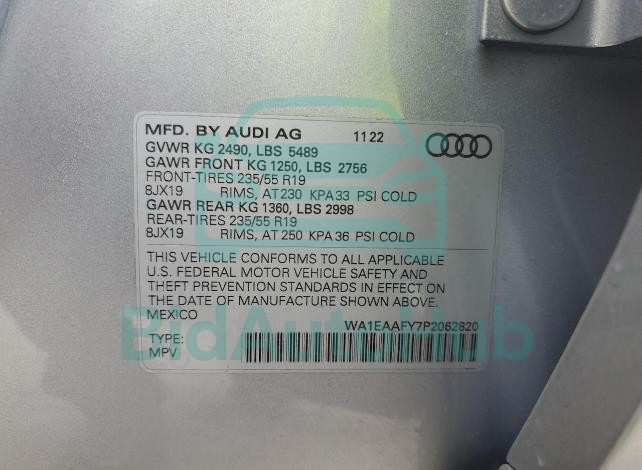 MFD. BY AUDI AG 11 22
GVWR KG 2490, LBS 5489
GAWR FRONT KG 1250, LBS 2756
FRONT-TIRES 235/55 R19
8JX19 RIMS, AT 230 KPA 33 PSI COLD
GAWR REAR KG 1360, LBS 2998
REAR-TIRES 235/55 R19
8JX19 RIMS, AT 250 KPA 36 PSI COLD
THIS VEHICLE CONFORMS TO ALL APPLICABLE
U.S. FEDERAL MOTOR VEHICLE SAFETY AND
THEFT PREVENTION STANDARDS IN EFFECT ON
THE DATE OF MANUFACTURE SHOWN ABOVE.
MEXICO WA1EAAFY7P2062820
TYPE:
MPV
BidAutoHub